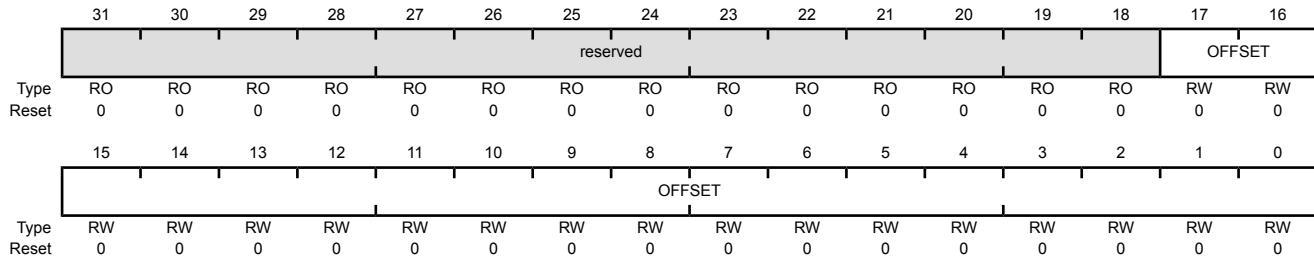 31 30 29 28 27 26 25 24 23 22 21 20 19 18 17 16
reserved OFFSET
Type RO RO RO RO RO RO RO RO RO RO RO RO RO RO RW RW
Reset 0 0 0 0 0 0 0 0 0 0 0 0 0 0 0 0
15 14 13 12 11 10 9 8 7 6 5 4 3 2 1 0
OFFSET
Type RW RW RW RW RW RW RW RW RW RW RW RW RW RW RW RW
Reset 0 0 0 0 0 0 0 0 0 0 0 0 0 0 0 0